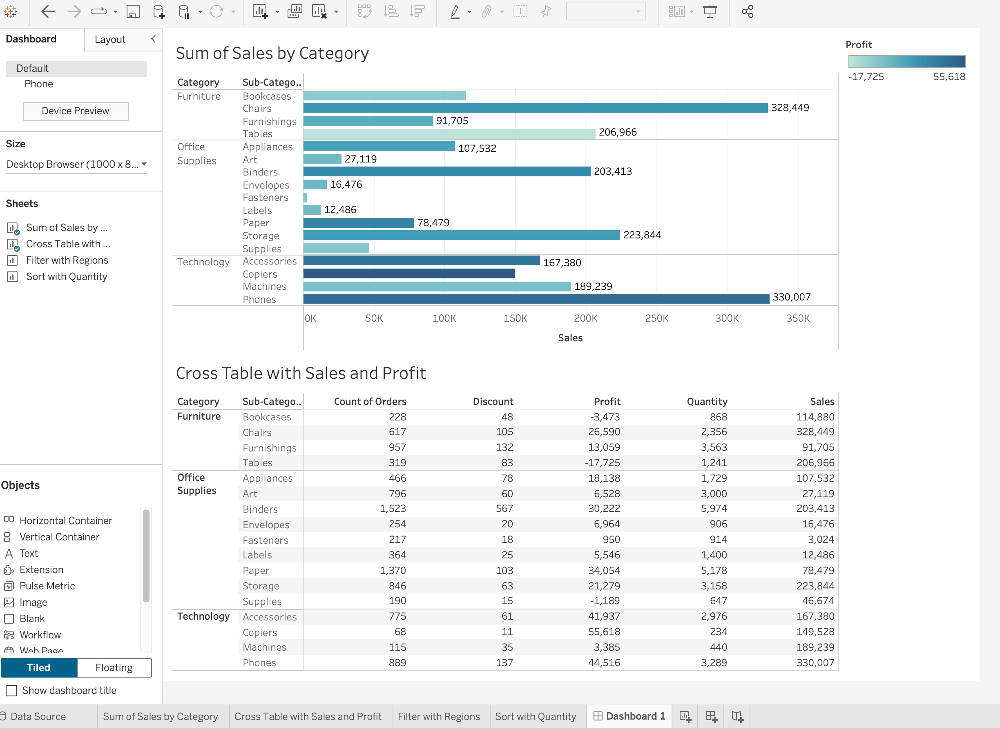 Dashboard
Layout
Default
Phone
Device Preview
Size
Desktop Browser (1000 x 8...
Sheets
Sum of Sales by ...
Cross Table with ...
Filter with Regions
Sort with Quantity
Objects
Horizontal Container
Vertical Container
Text
Extension
Pulse Metric
Image
Blank
Workflow
Web Page
Tiled Floating
Show dashboard title
Sum of Sales by Category
Category Sub-Catego..
Furniture Bookcases
Chairs 328,449
Furnishings 91,705
Tables 206,966
Office Supplies Appliances 107,532
Art 27,119
Binders 203,413
Envelopes 16,476
Fasteners
Labels 12,486
Paper 78,479
Storage 223,844
Supplies
Technology Accessories 167,380
Copiers
Machines 189,239
Phones 330,007
0K 50K 100K 150K 200K 250K 300K 350K
Sales
Profit
-17,725 55,618
Cross Table with Sales and Profit
Category Sub-Catego.. Count of Orders Discount Profit Quantity Sales
Furniture Bookcases 228 48 -3,473 868 114,880
Chairs 617 105 26,590 2,356 328,449
Furnishings 957 132 13,059 3,563 91,705
Tables 319 83 -17,725 1,241 206,966
Office Supplies Appliances 466 78 18,138 1,729 107,532
Art 796 60 6,528 3,000 27,119
Binders 1,523 567 30,222 5,974 203,413
Envelopes 254 20 6,964 906 16,476
Fasteners 217 18 950 914 3,024
Labels 364 25 5,546 1,400 12,486
Paper 1,370 103 34,054 5,178 78,479
Storage 846 63 21,279 3,158 223,844
Supplies 190 15 -1,189 647 46,674
Technology Accessories 775 61 41,937 2,976 167,380
Copiers 68 11 55,618 234 149,528
Machines 115 35 3,385 440 189,239
Phones 889 137 44,516 3,289 330,007
Data Source Sum of Sales by Category Cross Table with Sales and Profit Filter with Regions Sort with Quantity Dashboard 1